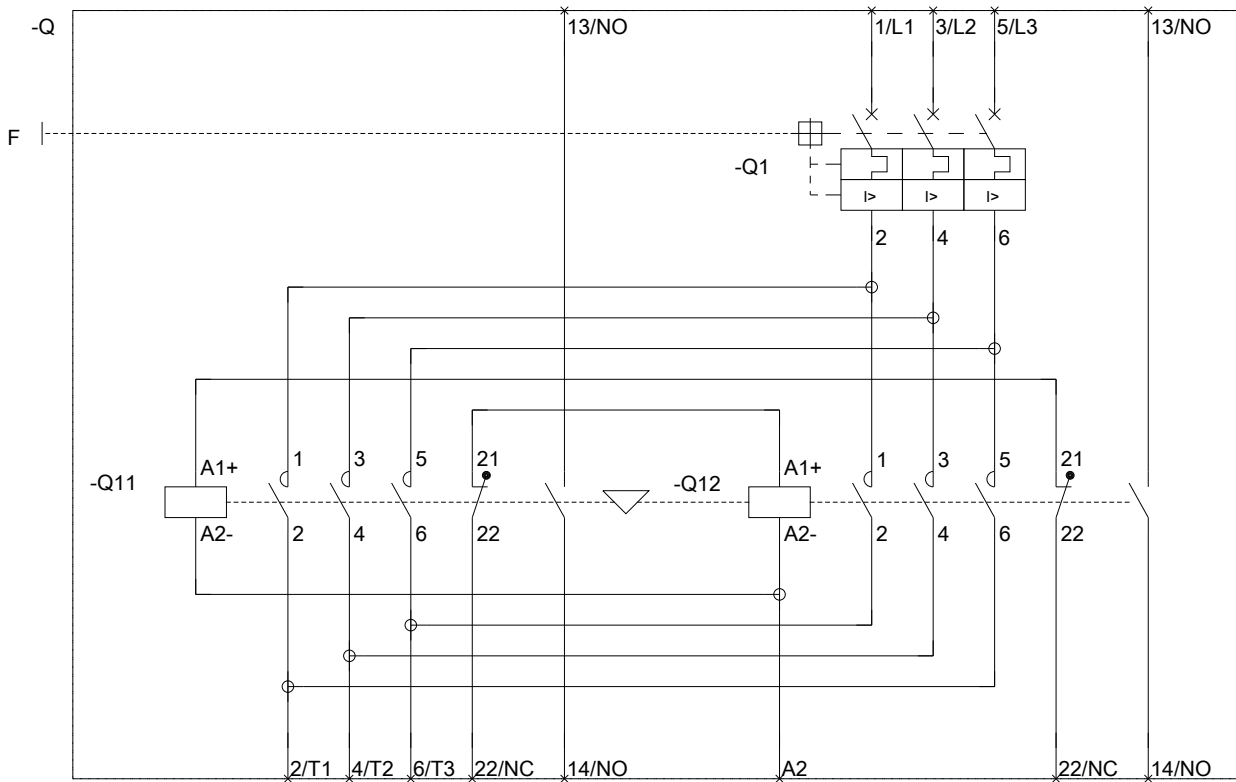 -Q 13/NO 1/L1 3/L2 5/L3 13/NO
F
-Q1
I> I> I>
2 4 6
1 3 5 21 1 3 5 21
-Q11 A1+ -Q12 A1+
A2- 2 4 6 22 A2- 2 4 6 22
2/T1 4/T2 6/T3 22/NC 14/NO A2 22/NC 14/NO